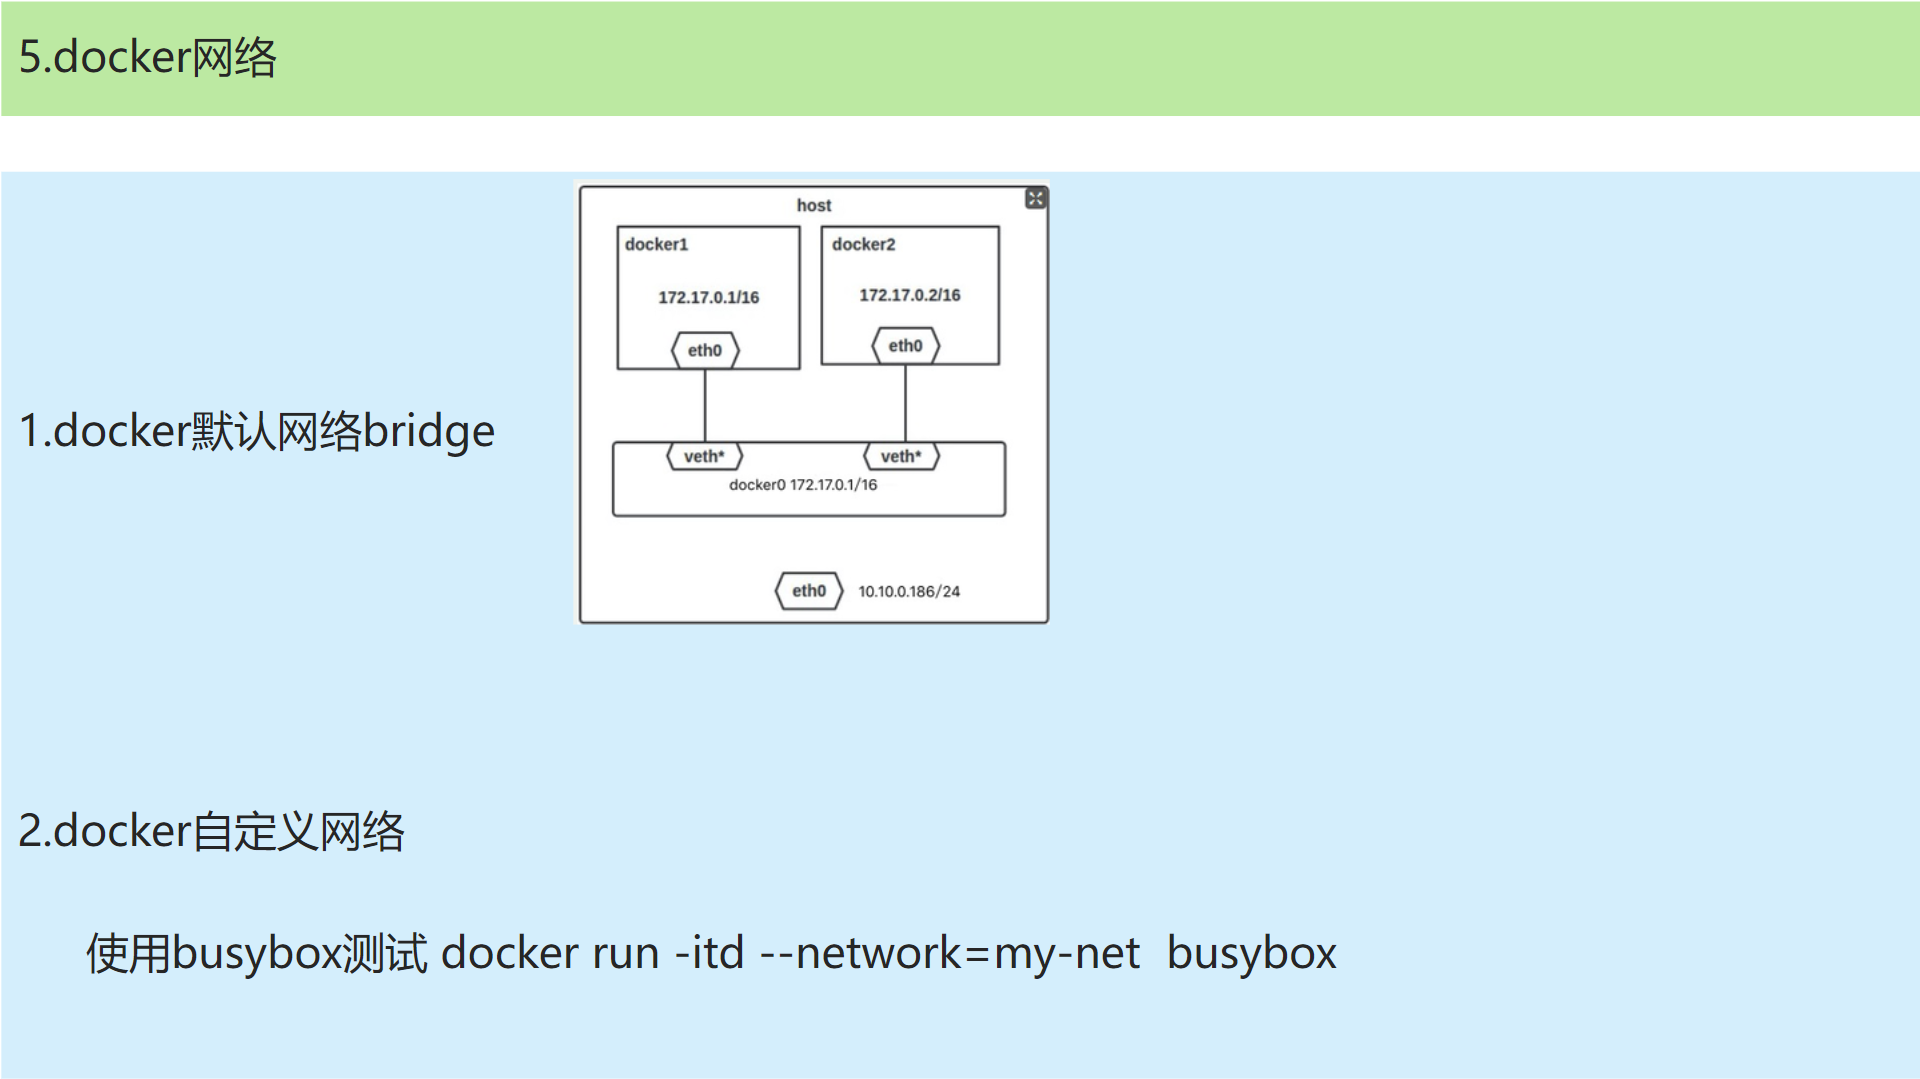 5.docker网络
host
docker1
docker2
172.17.0.1/16
172.17.0.2/16
eth0
eth0
1.docker默认网络bridge
veth*
veth*
docker0 172.17.0.1/16
eth0
10.10.0.186/24
2.docker自定义网络
使用busybox测试 docker run -itd --network=my-net  busybox